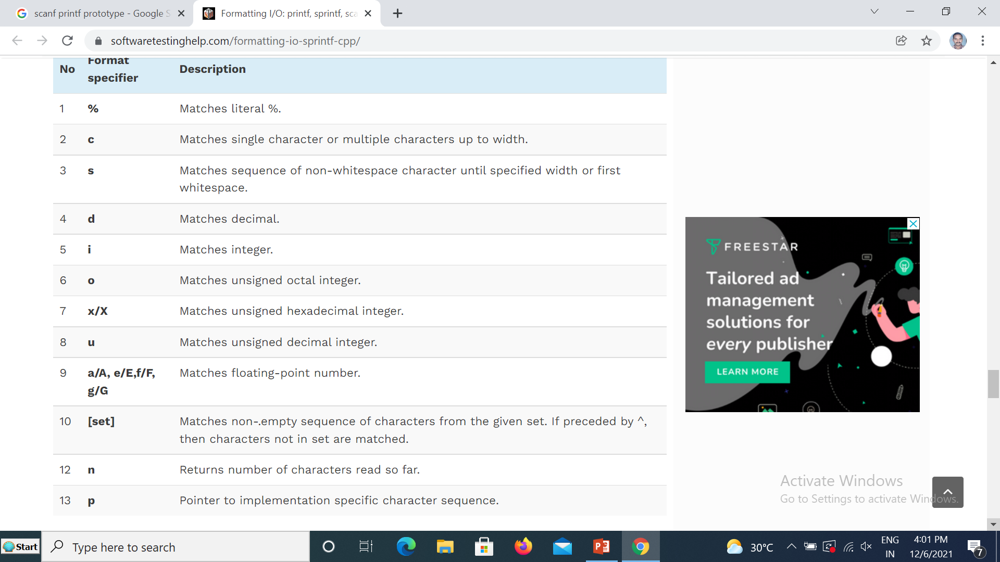 scanf printf prototype - Google S
Formatting I/O: printf, sprintf, sca
softwaretestinghelp.com/formatting-io-sprintf-cpp/
No Format specifier Description
1 % Matches literal %.
2 c Matches single character or multiple characters up to width.
3 s Matches sequence of non-whitespace character until specified width or first
whitespace.
4 d Matches decimal.
5 i Matches integer.
6 o Matches unsigned octal integer.
7 x/X Matches unsigned hexadecimal integer.
8 u Matches unsigned decimal integer.
9 a/A, e/E,f/F, Matches floating-point number.
g/G
10 [set] Matches non-.empty sequence of characters from the given set. If preceded by ^,
then characters not in set are matched.
12 n Returns number of characters read so far.
13 p Pointer to implementation specific character sequence.
FREESTAR
Tailored ad
management
solutions for
every publisher
LEARN MORE
Activate Windows
Go to Settings to activate Windows.
Start
Type here to search
30°C
ENG
IN
4:01 PM
12/6/2021
7